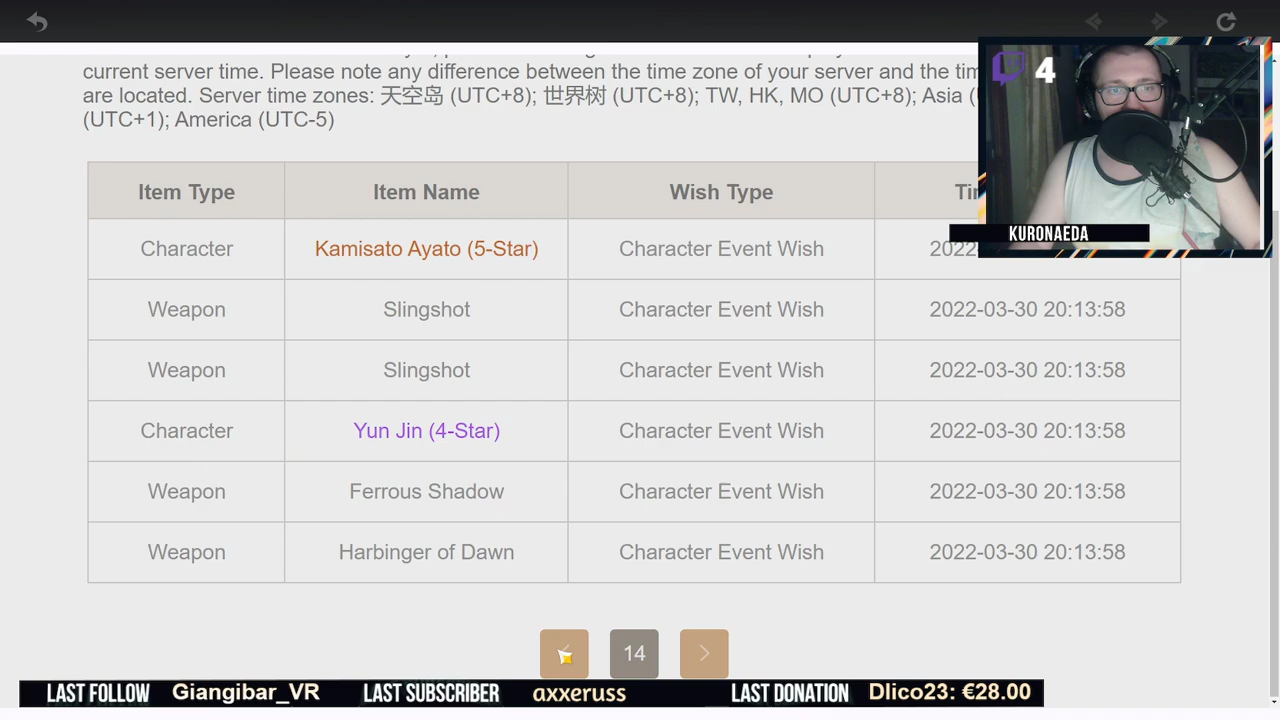 current server time. Please note any difference between the time zone of your server and the tim
are located. Server time zones: 天空岛 (UTC+8); 世界树 (UTC+8); TW, HK, MO (UTC+8); Asia (
(UTC+1); America (UTC-5)
4
KURONAEDA
Item Type Item Name Wish Type
Character Kamisato Ayato (5-Star) Character Event Wish 2022
Weapon Slingshot Character Event Wish 2022-03-30 20:13:58
Weapon Slingshot Character Event Wish 2022-03-30 20:13:58
Character Yun Jin (4-Star) Character Event Wish 2022-03-30 20:13:58
Weapon Ferrous Shadow Character Event Wish 2022-03-30 20:13:58
Weapon Harbinger of Dawn Character Event Wish 2022-03-30 20:13:58
14
LAST FOLLOW Giangibar_VR LAST SUBSCRIBER axxeruss LAST DONATION Dlico23: €28.00